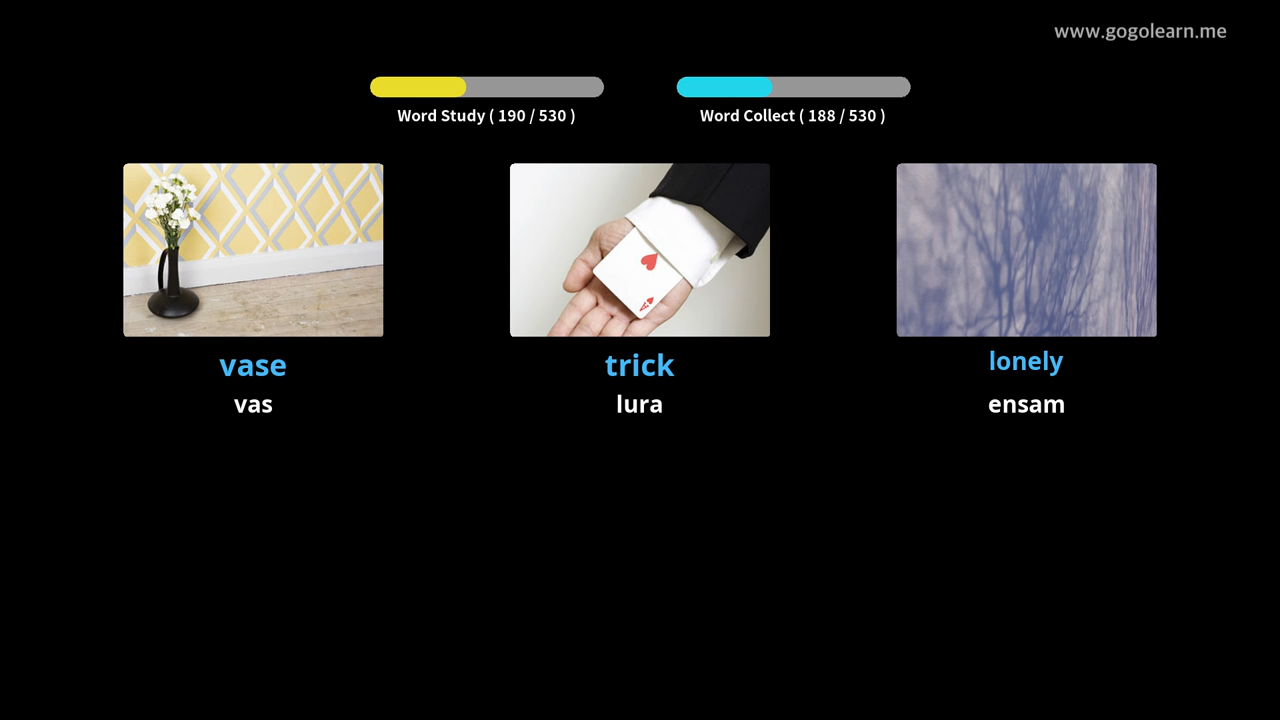 www.gogolearn.me
Word Study ( 190 / 530 )
Word Collect ( 188 / 530 )
vase
vas
trick
lura
lonely
ensam